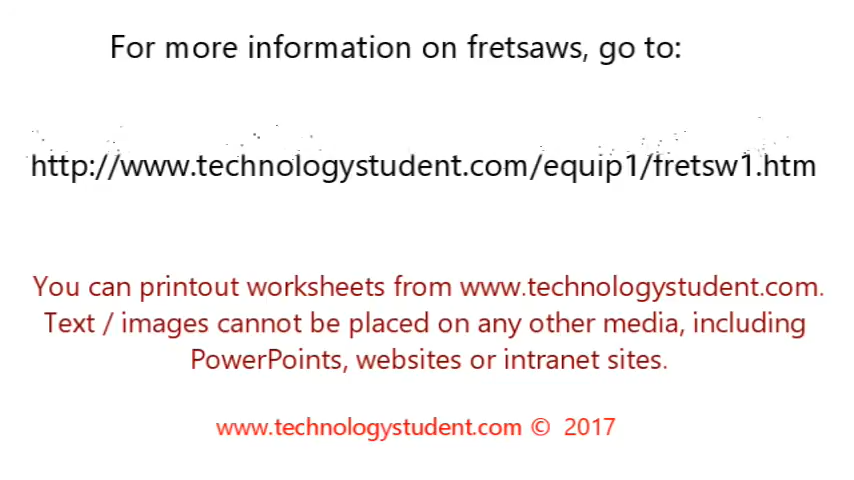 For more information on fretsaws, go to:
http://www.technologystudent.com/equip1/fretsw1.htm
You can printout worksheets from www.technologystudent.com.
Text / images cannot be placed on any other media, including
PowerPoints, websites or intranet sites.
www.technologystudent.com © 2017